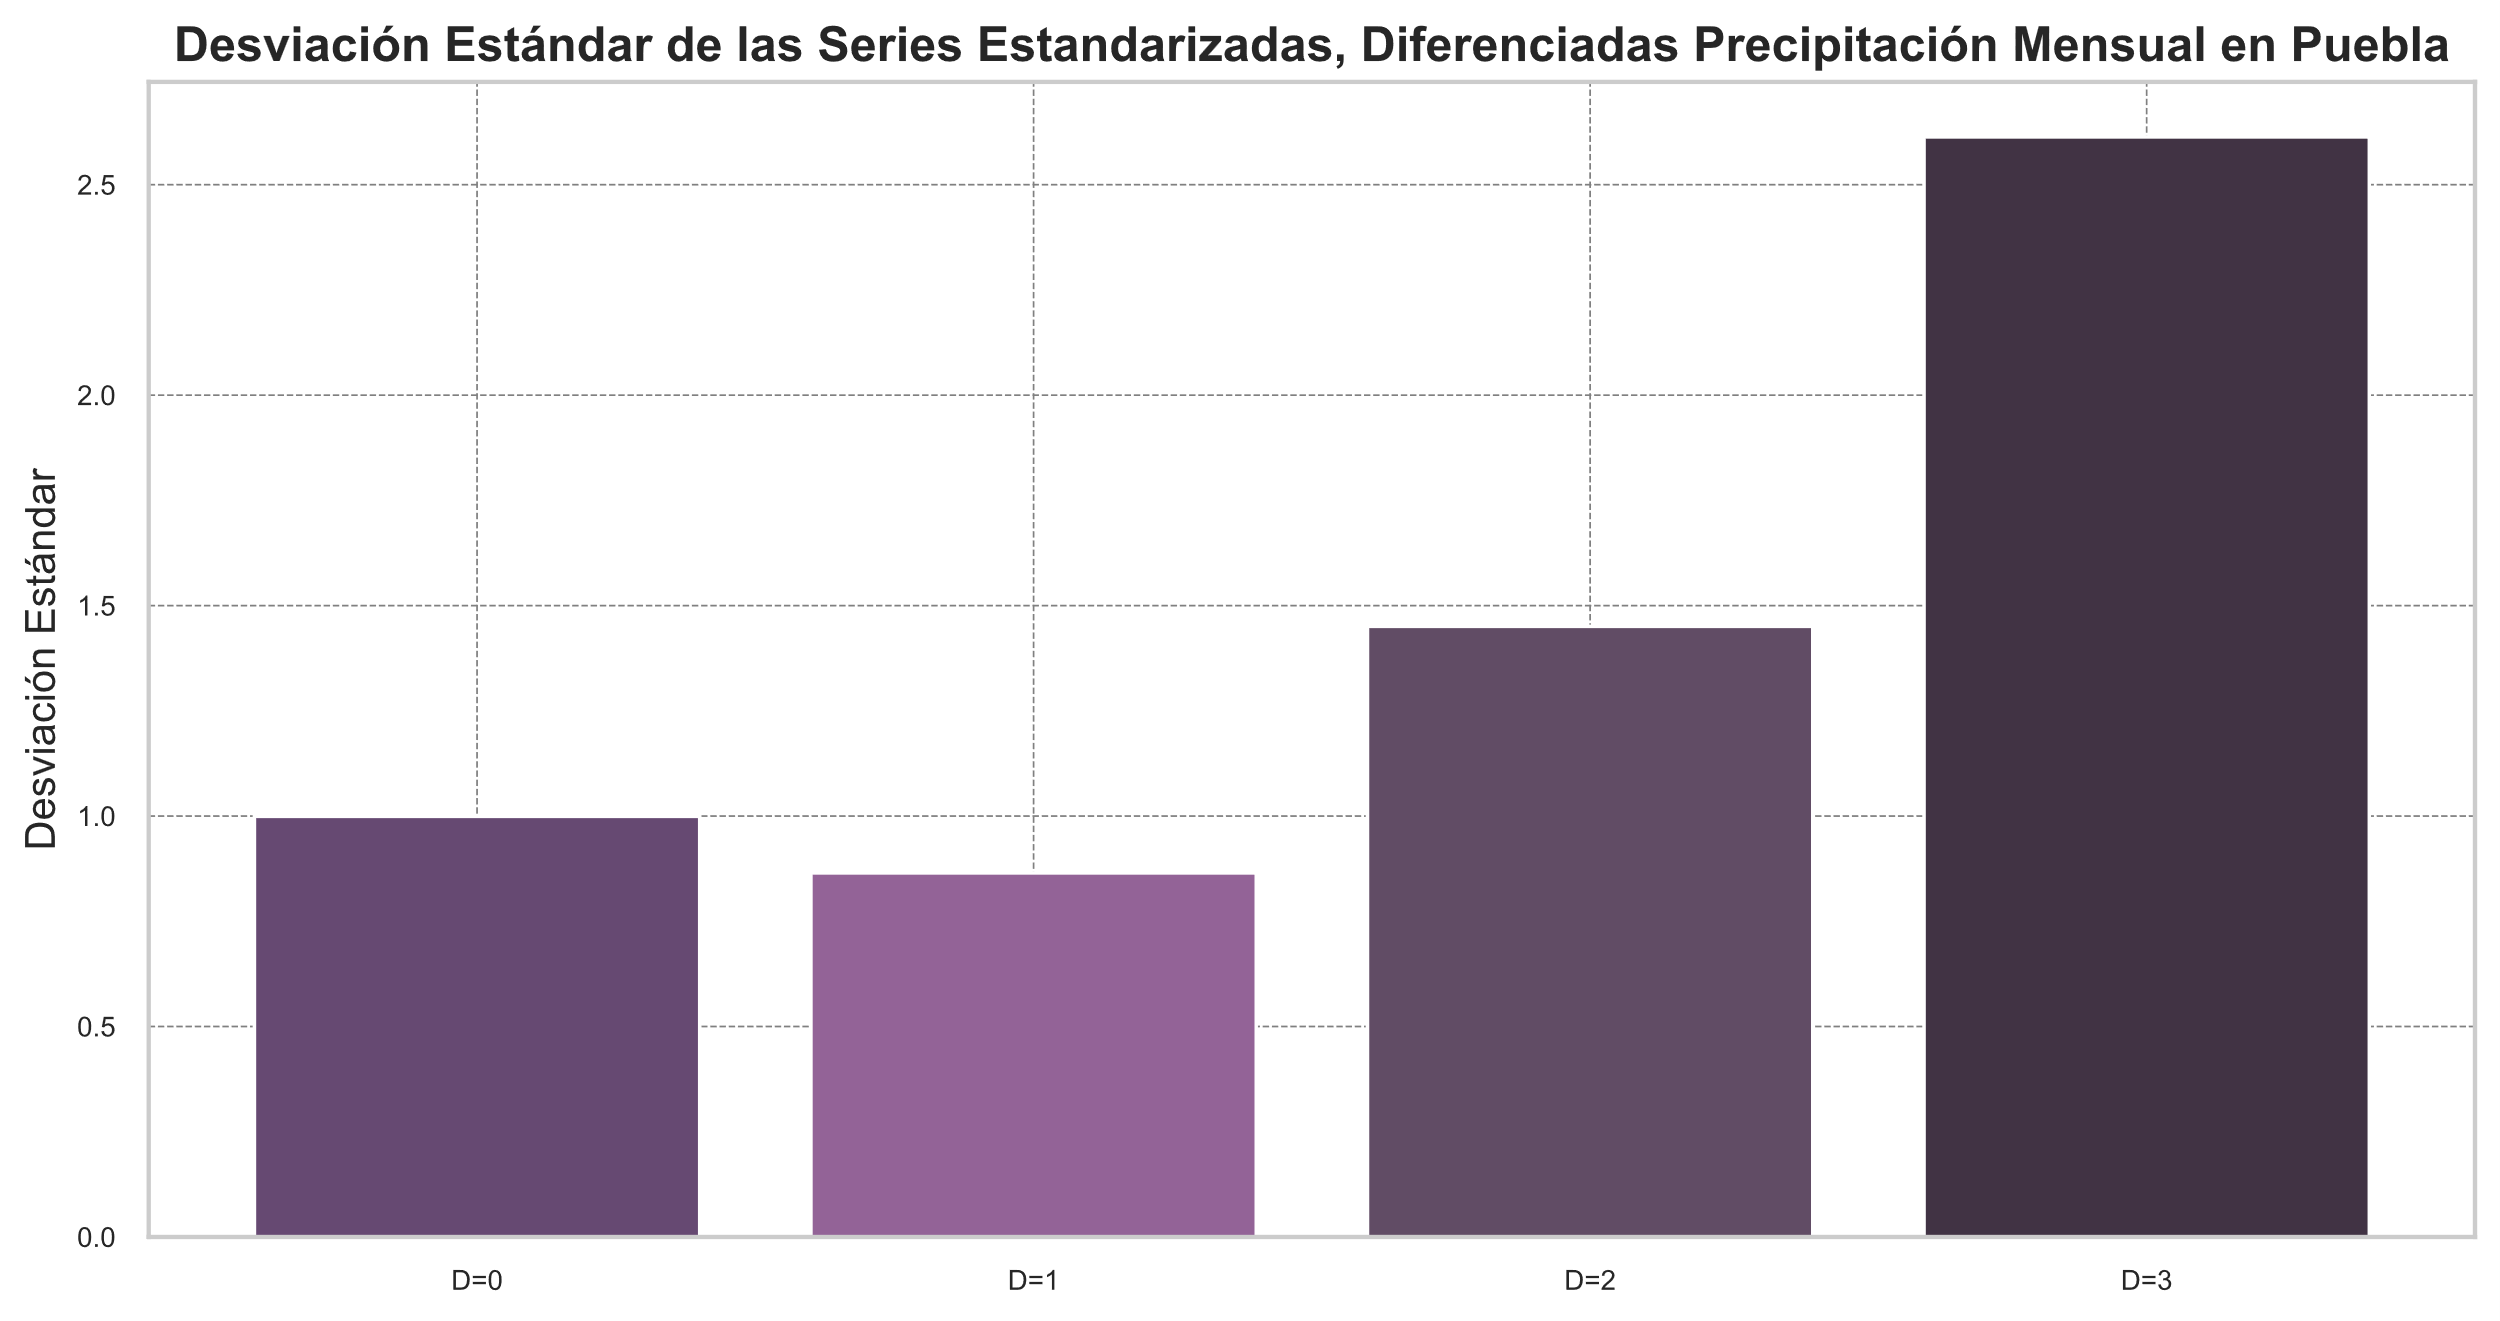 Desviación Estándar de las Series Estandarizadas, Diferenciadas Precipitación Mensual en Puebla
Desviación Estándar
2.5
2.0
1.5
1.0
0.5
0.0
D=0
D=1
D=2
D=3